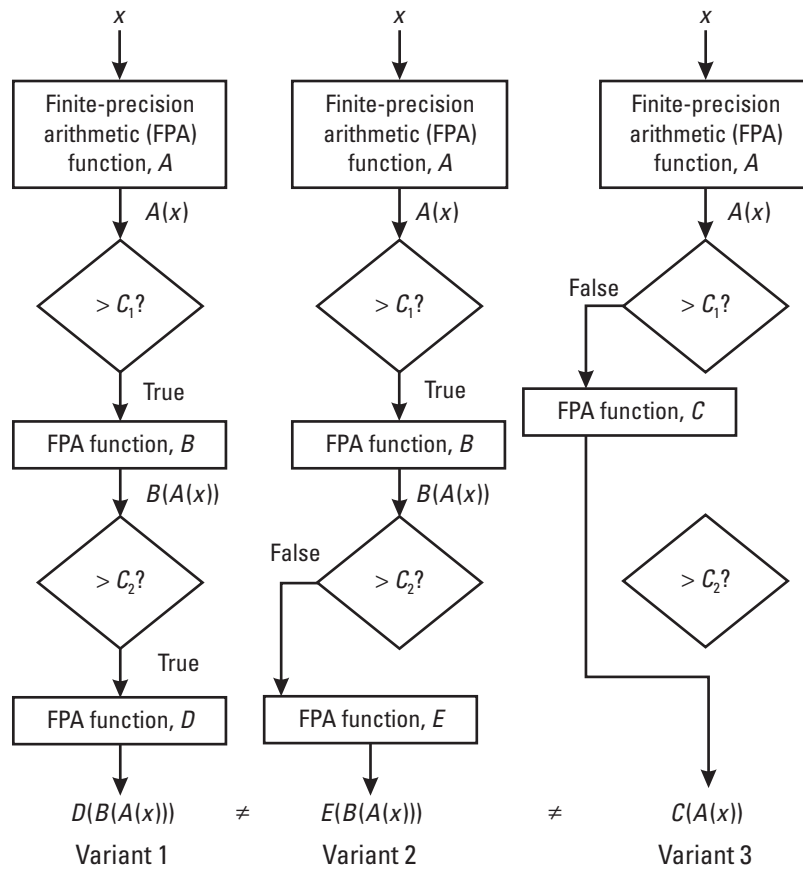 x
x
x
Finite-precision
arithmetic (FPA)
function, A
Finite-precision
arithmetic (FPA)
function, A
Finite-precision
arithmetic (FPA)
function, A
A(x)
A(x)
A(x)
> C₁?
> C₁?
False
> C₁?
True
True
FPA function, B
FPA function, B
FPA function, C
B(A(x))
B(A(x))
> C₂?
False
> C₂?
> C₂?
True
FPA function, D
FPA function, E
D(B(A(x))) ≠ E(B(A(x))) ≠ C(A(x))
Variant 1
Variant 2
Variant 3